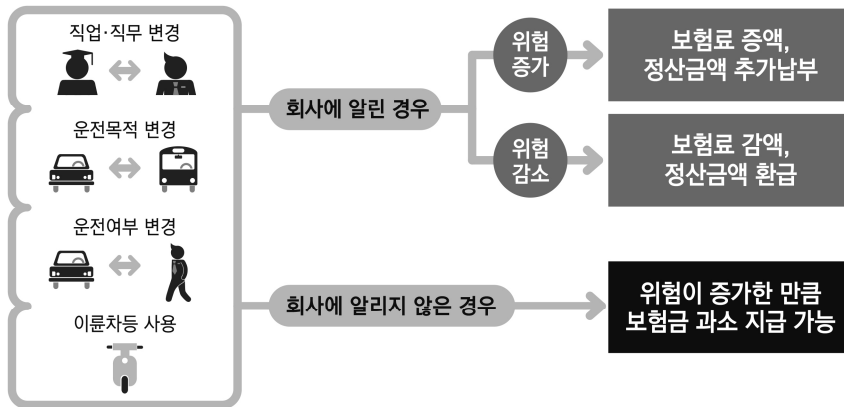 직업·직무 변경
운전목적 변경
운전여부 변경
이륜차등 사용
회사에 알린 경우
위험
증가
보험료 증액,
정산금액 추가납부
위험
감소
보험료 감액,
정산금액 환급
회사에 알리지 않은 경우
위험이 증가한 만큼
보험금 과소 지급 가능